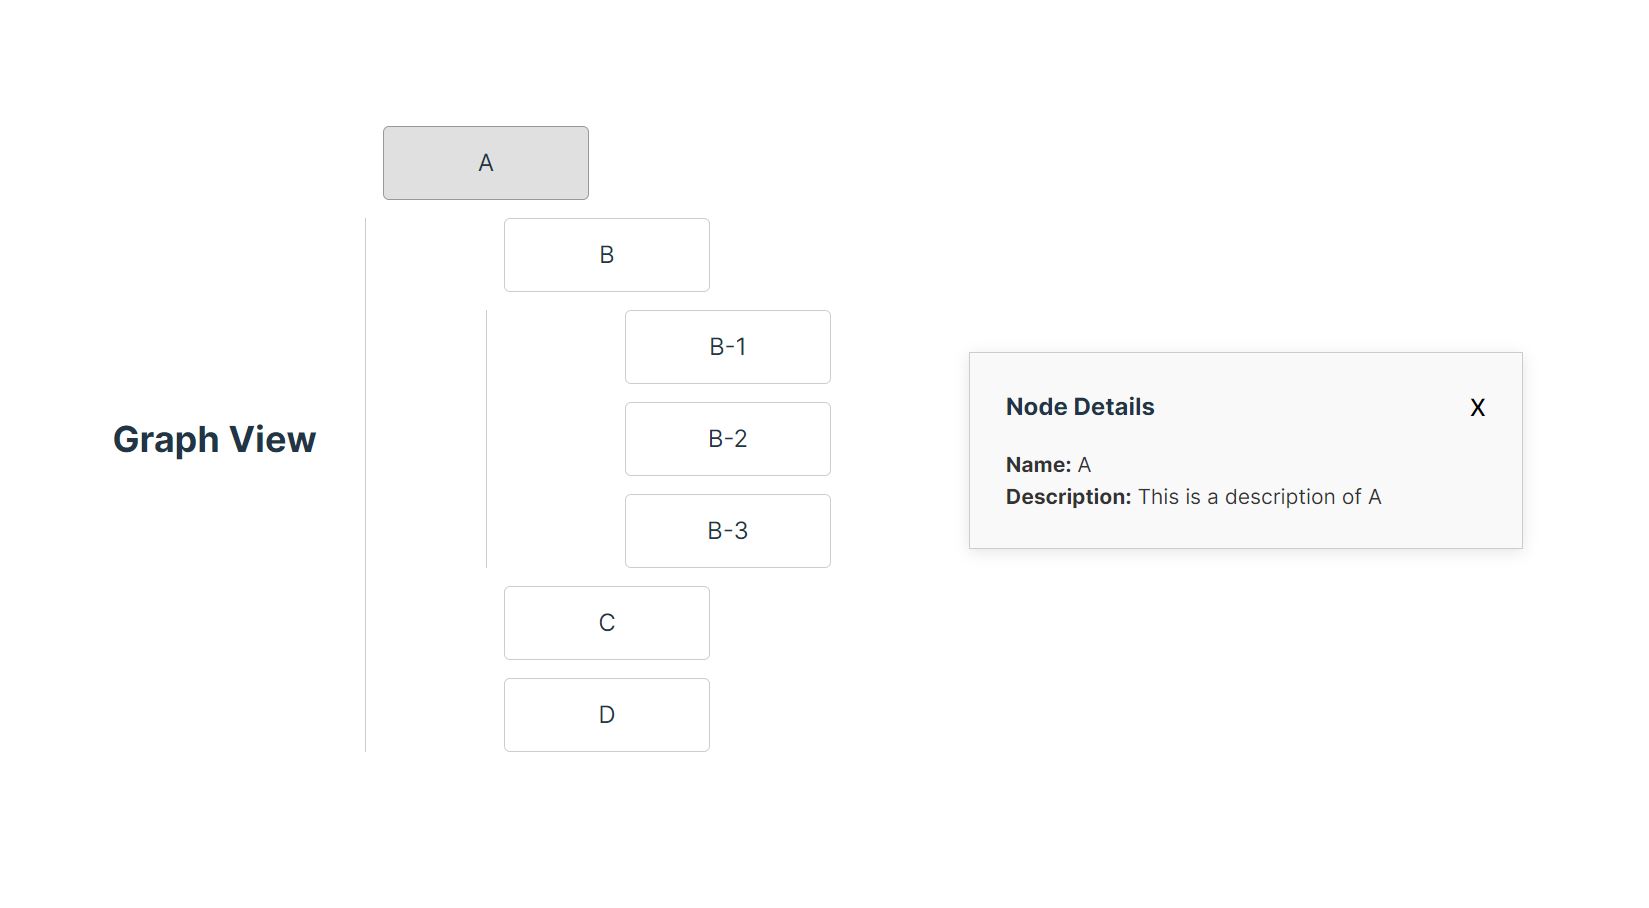 A
B
B-1
B-2
B-3
C
D
Graph View
Node Details
X
Name: A
Description: This is a description of A